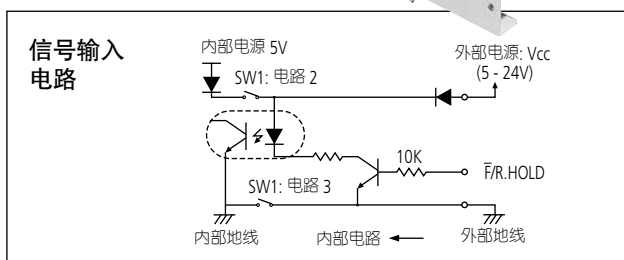 信号输入
电路
内部电源 5V
外部电源: Vcc
(5 - 24V)
SW1: 电路 2
10K
F̅/R.HOLD
SW1: 电路 3
内部地线
内部电路
外部地线